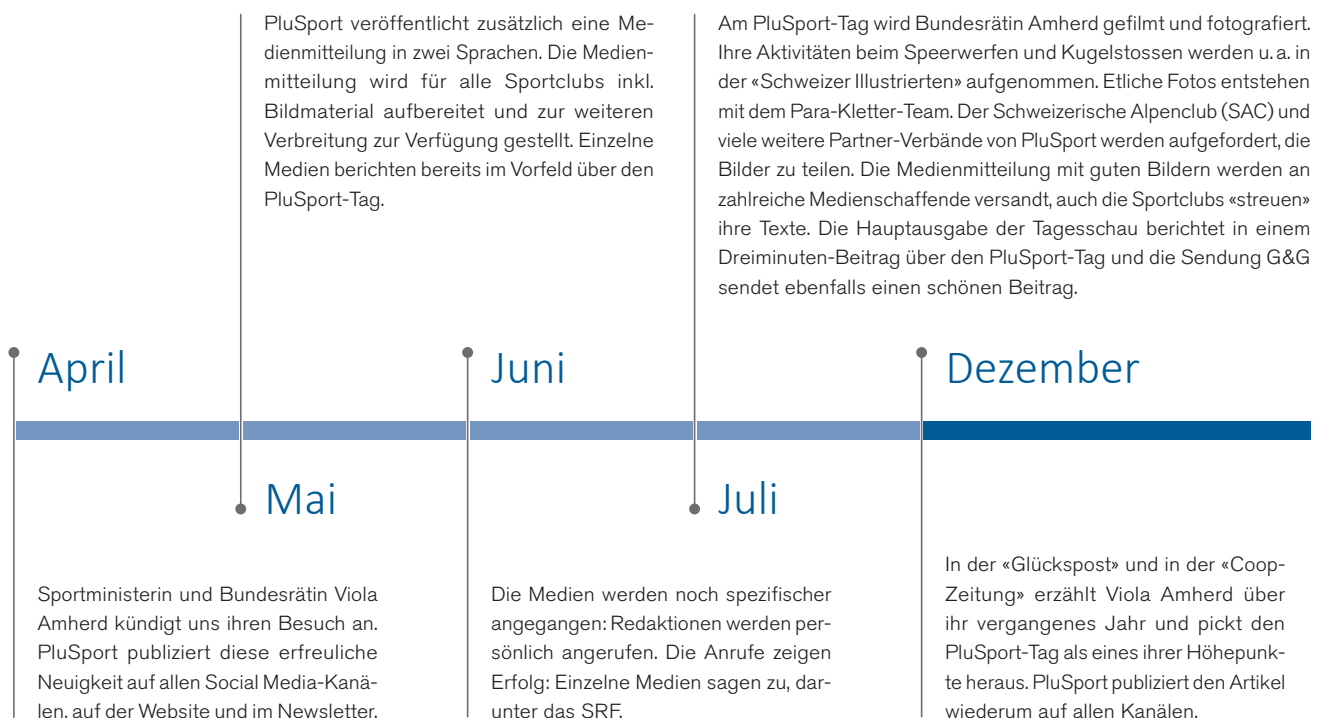 PluSport veröffentlicht zusätzlich eine Me-
dienmitteilung in zwei Sprachen. Die Medien-
mitteilung wird für alle Sportclubs inkl.
Bildmaterial aufbereitet und zur weiteren
Verbreitung zur Verfügung gestellt. Einzelne
Medien berichten bereits im Vorfeld über den
PluSport-Tag.
Am PluSport-Tag wird Bundesrätin Amherd gefilmt und fotografiert.
Ihre Aktivitäten beim Speerwerfen und Kugelstossen werden u. a. in
der «Schweizer Illustrierten» aufgenommen. Etliche Fotos entstehen
mit dem Para-Kletter-Team. Der Schweizerische Alpenclub (SAC) und
viele weitere Partner-Verbände von PluSport werden aufgefordert, die
Bilder zu teilen. Die Medienmitteilung mit guten Bildern werden an
zahlreiche Medienschaffende versandt, auch die Sportclubs «streuen»
ihre Texte. Die Hauptausgabe der Tagesschau berichtet in einem
Dreiminuten-Beitrag über den PluSport-Tag und die Sendung G&G
sendet ebenfalls einen schönen Beitrag.
April
Juni
Dezember
Mai
Juli
Sportministerin und Bundesrätin Viola
Amherd kündigt uns ihren Besuch an.
PluSport publiziert diese erfreuliche
Neuigkeit auf allen Social Media-Kanä-
len, auf der Website und im Newsletter.
Die Medien werden noch spezifischer
angegangen: Redaktionen werden per-
sönlich angerufen. Die Anrufe zeigen
Erfolg: Einzelne Medien sagen zu, dar-
unter das SRF.
In der «Glückspost» und in der «Coop-
Zeitung» erzählt Viola Amherd über
ihr vergangenes Jahr und pickt den
PluSport-Tag als eines ihrer Höhepunk-
te heraus. PluSport publiziert den Artikel
wiederum auf allen Kanälen.